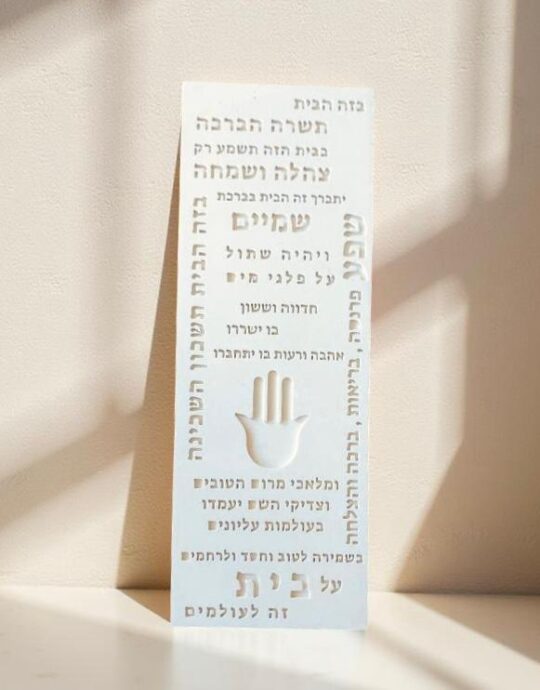 בזה הבית
תשרה הברכה
בבית הזה תשמע רק
צהלה ושמחה
יתברך זה הבית בברכת
שמיים
ויהיה שתול
על פלגי מים
חדווה וששון
בו ישררו
אהבה ורעות בו יתחברו
ומלאכי מרום הטובים
וצדיקי השם יעמדו
בעולמות עליונים
בשמירה לטוב וחסד ולרחמים
על בית
זה לעולמים
שפע פרנסה, בריאות, ברכה והצלחה
בזה הבית תשכון השכינה